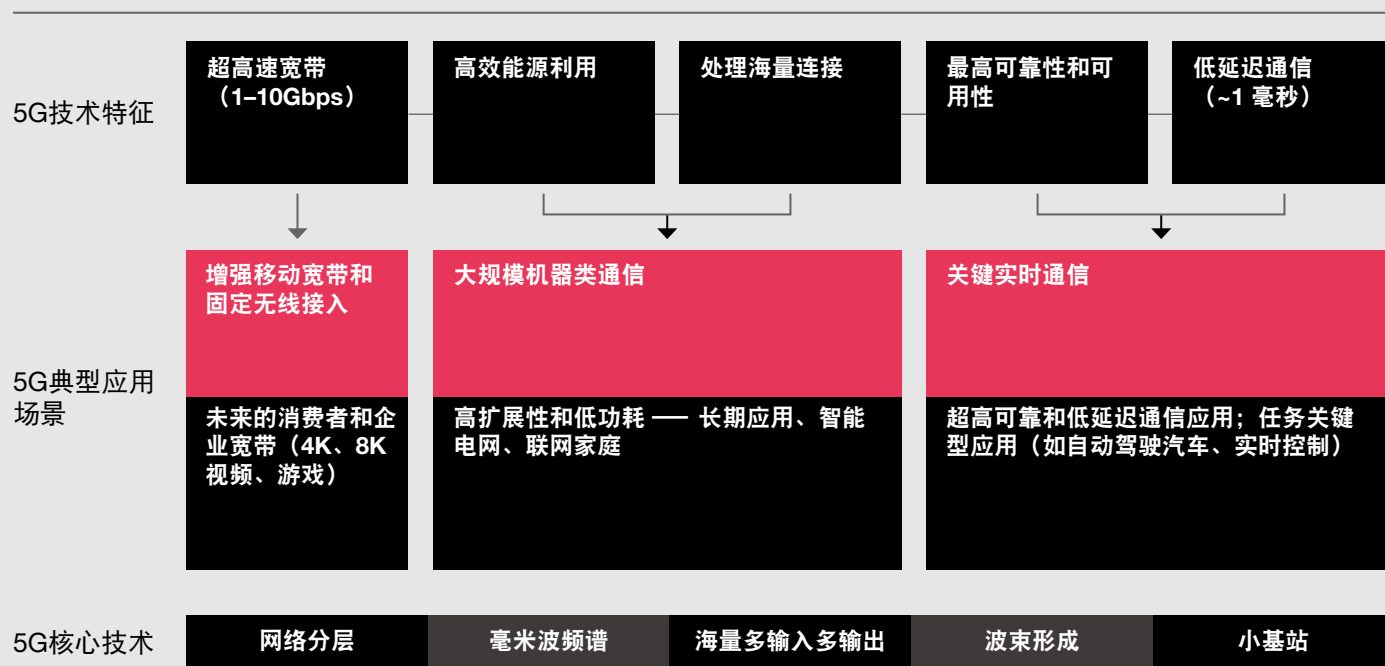 5G技术特征
超高速宽带
（1–10Gbps）
高效能源利用
处理海量连接
最高可靠性和可
用性
低延迟通信
（~1 毫秒）
5G典型应用
场景
增强移动宽带和
固定无线接入
大规模机器类通信
关键实时通信
未来的消费者和企
业宽带（4K、8K
视频、游戏）
高扩展性和低功耗 —— 长期应用、智能
电网、联网家庭
超高可靠和低延迟通信应用；任务关键
型应用（如自动驾驶汽车、实时控制）
5G核心技术
网络分层
毫米波频谱
海量多输入多输出
波束形成
小基站